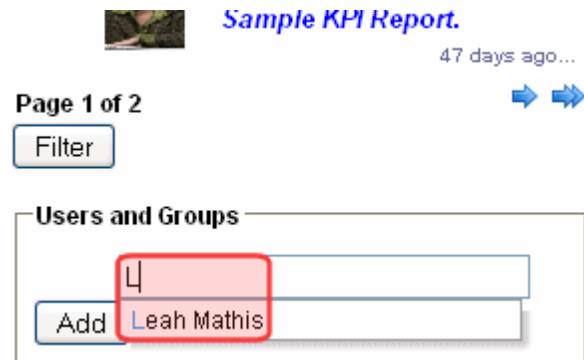 Sample KPI Report.
47 days ago...
Page 1 of 2
Filter
Users and Groups
L
Add
Leah Mathis